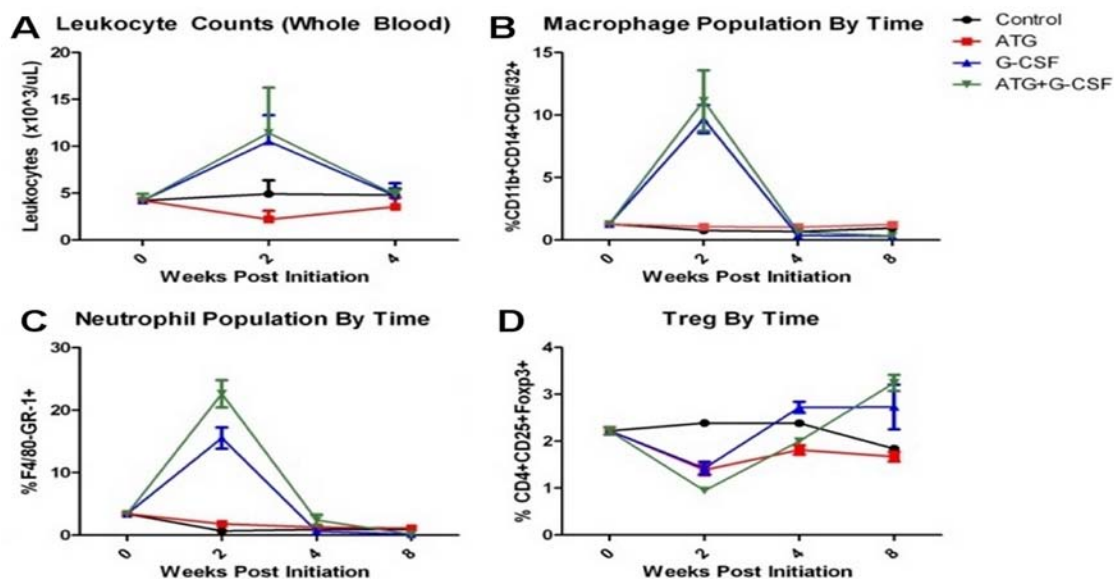 A Leukocyte Counts (Whole Blood)
Leukocytes (x10^3/uL)
20
15
10
5
0
0 2 4
Weeks Post Initiation
B Macrophage Population By Time
%CD11b+CD14+CD16/32+
15
10
5
0
0 2 4 8
Weeks Post Initiation
Control
ATG
G-CSF
ATG+G-CSF
C Neutrophil Population By Time
%F4/80-GR-1+
30
20
10
0
0 2 4 8
Weeks Post Initiation
D Treg By Time
% CD4+CD25+Foxp3+
4
3
2
1
0
0 2 4 8
Weeks Post Initiation